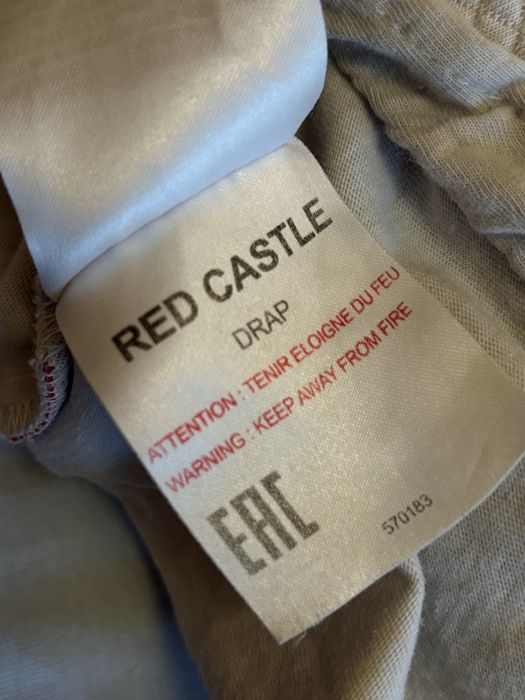 RED CASTLE
DRAP
ATTENTION : TENIR ELOIGNE DU FEU
WARNING : KEEP AWAY FROM FIRE
EAC
570183